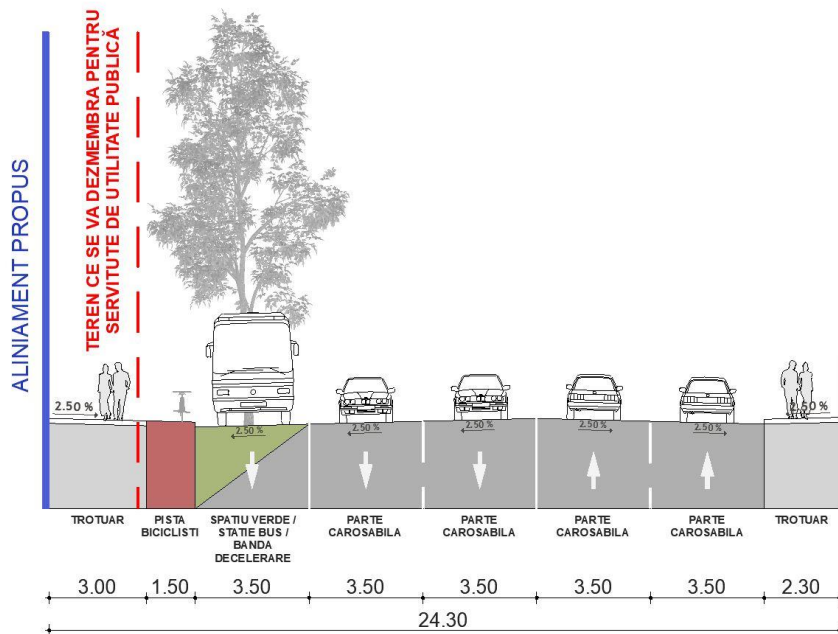 ALINIAMENT PROPUS
TEREN CE SE VA DEZMEMBRA PENTRU
SERVITUTE DE UTILITATE PUBLICĂ
2.50 %
2.50 %
2.50 %
2.50 %
2.50 %
2.50 %
2.50 %
TROTUAR
PISTA
BICICLISTI
SPATIU VERDE /
STATIE BUS /
BANDA
DECELERARE
PARTE
CAROSABILA
PARTE
CAROSABILA
PARTE
CAROSABILA
PARTE
CAROSABILA
TROTUAR
3.00 1.50 3.50 3.50 3.50 3.50 3.50 2.30
24.30